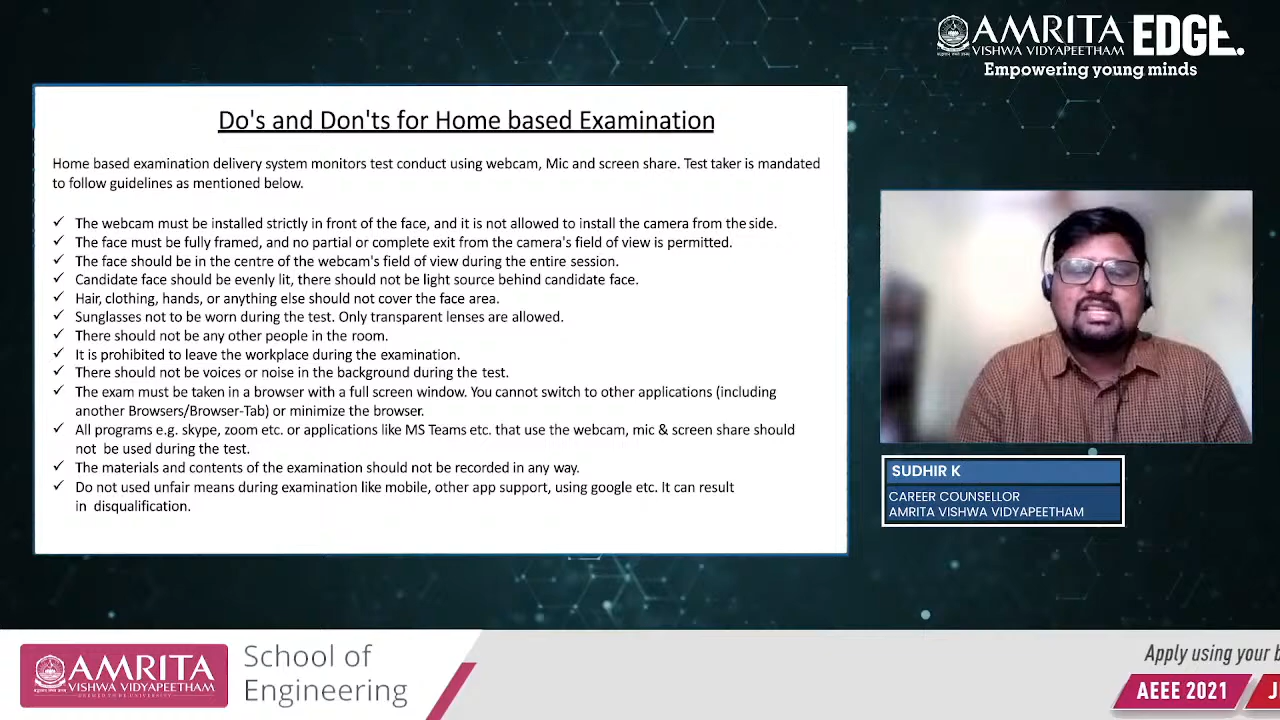 AMRITA
VISHWA VIDYAPEETHAM
EDGE.
Empowering young minds
Do's and Don'ts for Home based Examination
Home based examination delivery system monitors test conduct using webcam, Mic and screen share. Test taker is mandated
to follow guidelines as mentioned below.
✓ The webcam must be installed strictly in front of the face, and it is not allowed to install the camera from the side.
✓ The face must be fully framed, and no partial or complete exit from the camera's field of view is permitted.
✓ The face should be in the centre of the webcam's field of view during the entire session.
✓ Candidate face should be evenly lit, there should not be light source behind candidate face.
✓ Hair, clothing, hands, or anything else should not cover the face area.
✓ Sunglasses not to be worn during the test. Only transparent lenses are allowed.
✓ There should not be any other people in the room.
✓ It is prohibited to leave the workplace during the examination.
✓ There should not be voices or noise in the background during the test.
✓ The exam must be taken in a browser with a full screen window. You cannot switch to other applications (including
another Browsers/Browser-Tab) or minimize the browser.
✓ All programs e.g. skype, zoom etc. or applications like MS Teams etc. that use the webcam, mic & screen share should
not be used during the test.
✓ The materials and contents of the examination should not be recorded in any way.
✓ Do not used unfair means during examination like mobile, other app support, using google etc. It can result
in disqualification.
SUDHIR K
CAREER COUNSELLOR
AMRITA VISHWA VIDYAPEETHAM
AMRITA
VISHWA VIDYAPEETHAM
School of
Engineering
Apply using your
AEEE 2021